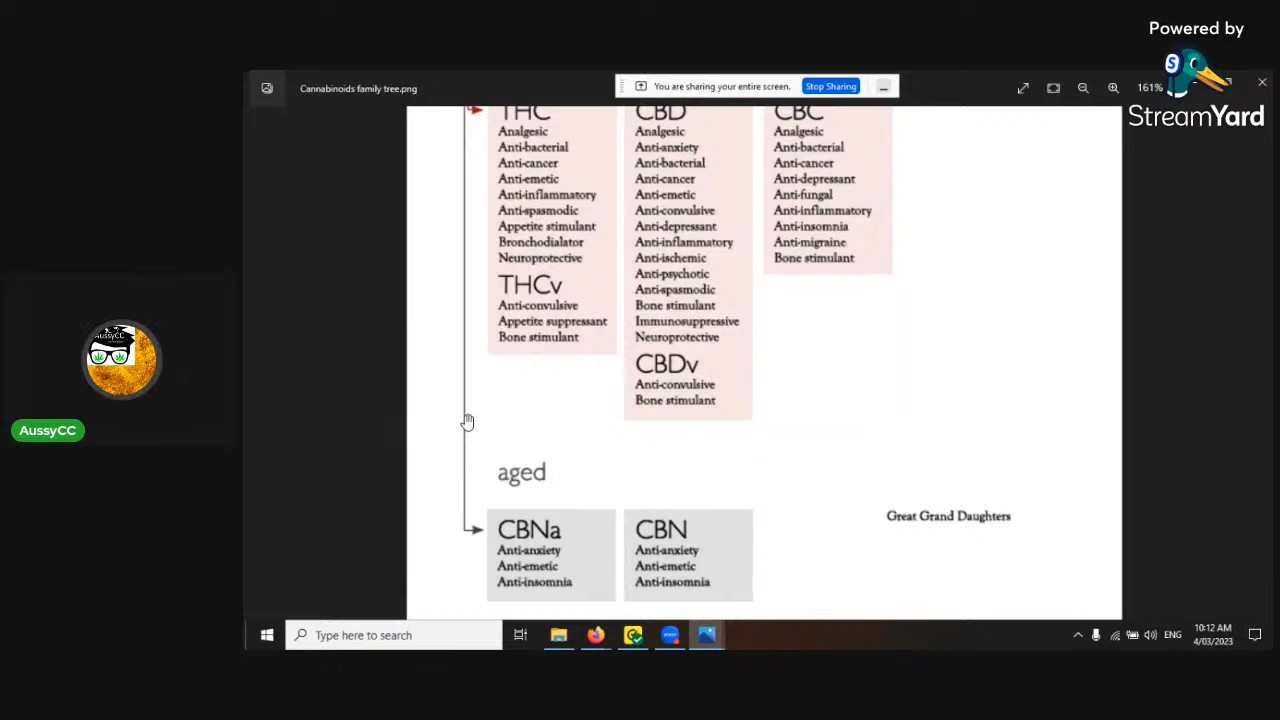 Powered by
StreamYard
Cannabinoids family tree.png
You are sharing your entire screen.
Stop Sharing
161%
THC
Analgesic
Anti-bacterial
Anti-cancer
Anti-emetic
Anti-inflammatory
Anti-spasmodic
Appetite stimulant
Bronchodialator
Neuroprotective
THCv
Anti-convulsive
Appetite suppressant
Bone stimulant
CBD
Analgesic
Anti-anxiety
Anti-bacterial
Anti-cancer
Anti-emetic
Anti-convulsive
Anti-depressant
Anti-inflammatory
Anti-ischemic
Anti-psychotic
Anti-spasmodic
Bone stimulant
Immunosuppressive
Neuroprotective
CBDv
Anti-convulsive
Bone stimulant
CBC
Analgesic
Anti-bacterial
Anti-cancer
Anti-depressant
Anti-fungal
Anti-inflammatory
Anti-insomnia
Anti-migraine
Bone stimulant
aged
CBNa
Anti-anxiety
Anti-emetic
Anti-insomnia
CBN
Anti-anxiety
Anti-emetic
Anti-insomnia
Great Grand Daughters
AussyCC
AussyCC
Type here to search
zoom
ENG
10:12 AM
4/03/2023